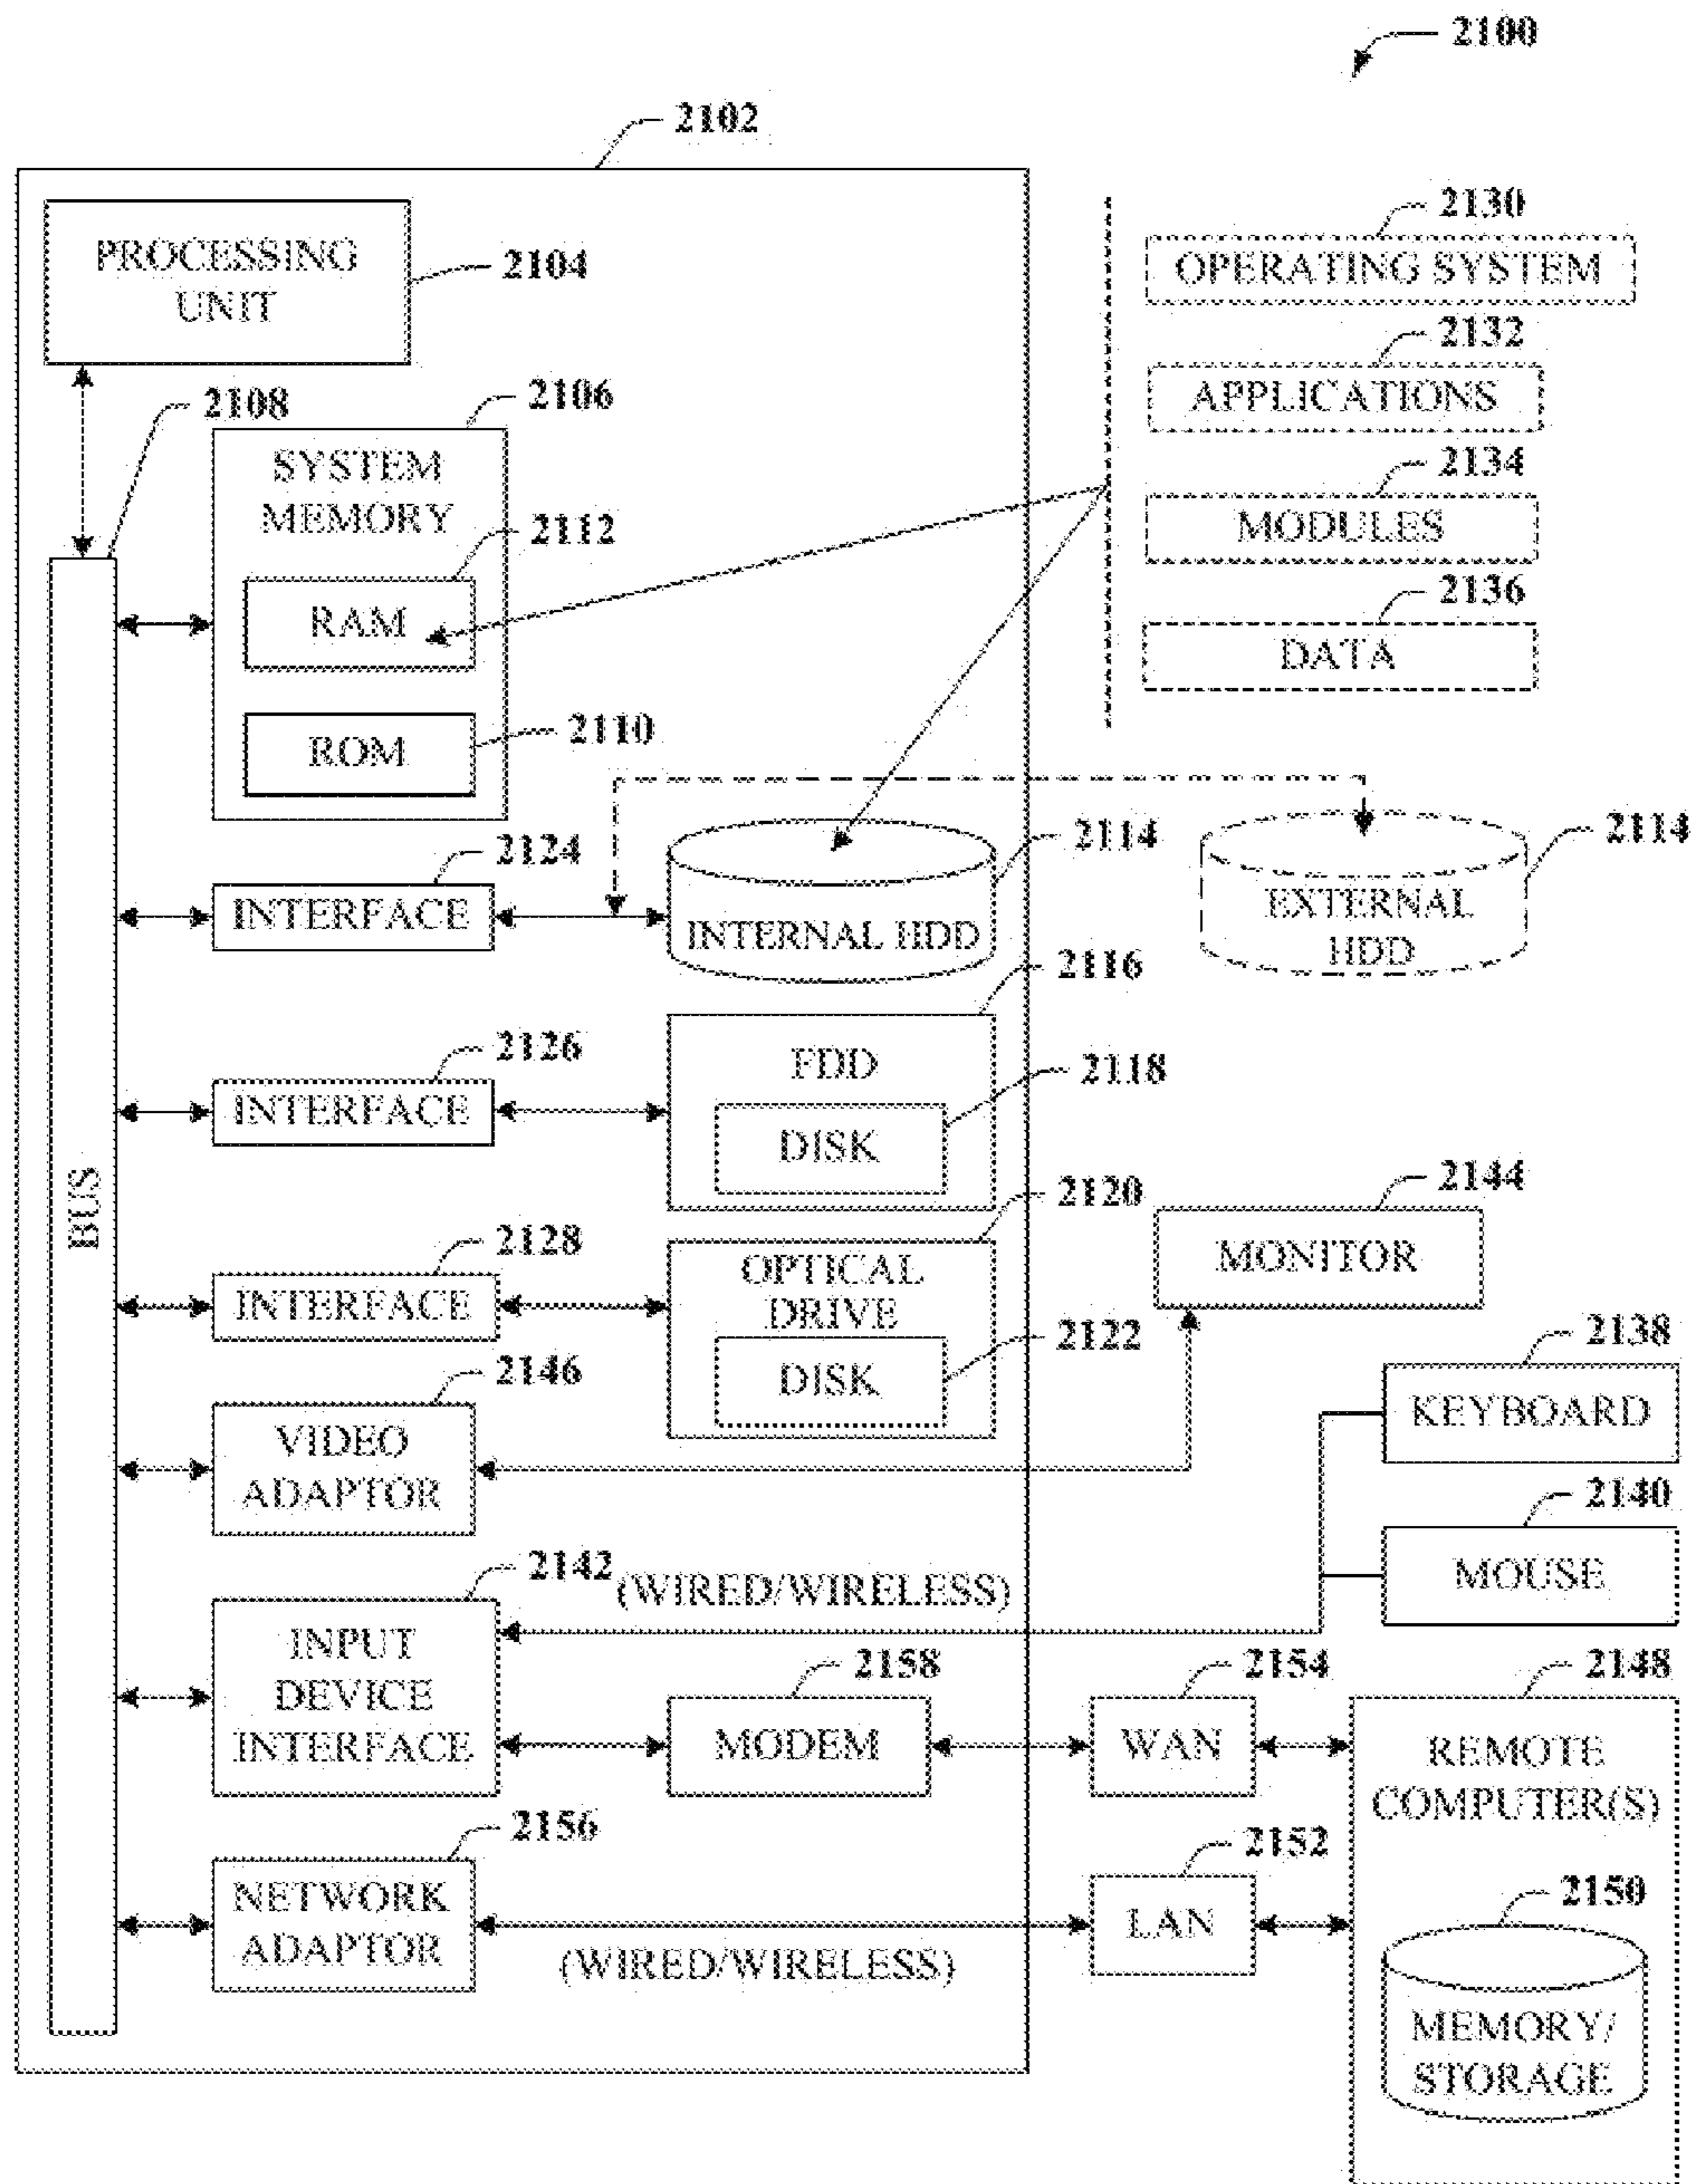 2100
2102
PROCESSING
UNIT
2104
2130
OPERATING SYSTEM
2132
APPLICATIONS
2134
MODULES
2136
DATA
2108
2106
SYSTEM
MEMORY
2112
RAM
2110
ROM
BUS
2124
INTERFACE
2114
INTERNAL HDD
2114
EXTERNAL
HDD
2126
INTERFACE
2116
FDD
2118
DISK
2128
INTERFACE
2120
OPTICAL
DRIVE
2122
DISK
2144
MONITOR
2146
VIDEO
ADAPTOR
2138
KEYBOARD
2140
MOUSE
2142
(WIRED/WIRELESS)
INPUT
DEVICE
INTERFACE
2158
MODEM
2154
WAN
2148
REMOTE
COMPUTER(S)
2156
NETWORK
ADAPTOR
(WIRED/WIRELESS)
2152
LAN
2150
MEMORY/
STORAGE